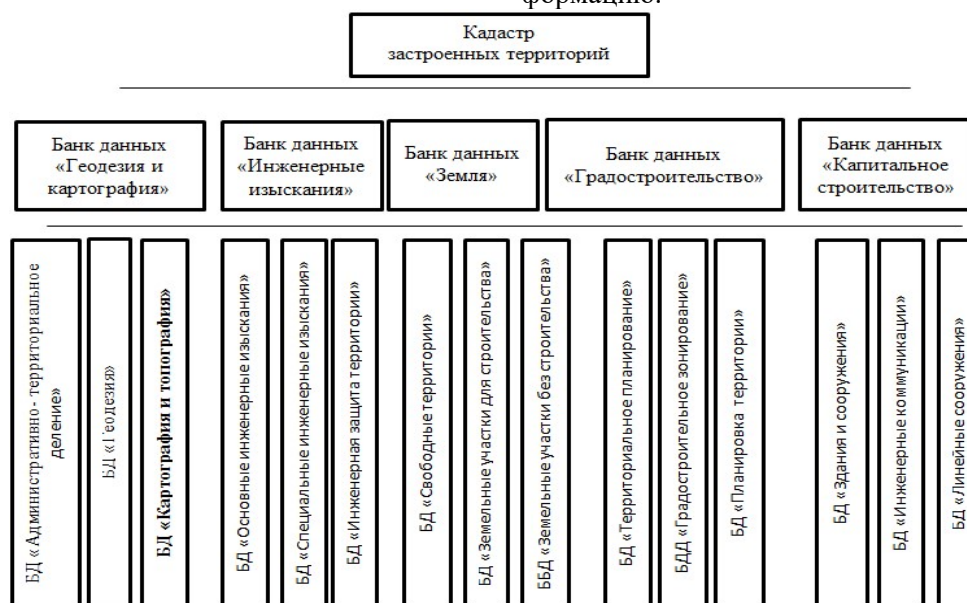 формацию.
Кадастр
застроенных территорий
Банк данных
«Геодезия и
картография»
Банк данных
«Инженерные
изыскания»
Банк данных
«Земля»
Банк данных
«Градостроительство»
Банк данных
«Капитальное
строительство»
БД «Административно- территориальное
деление»
БД «Геодезия»
БД «Картография и топография»
БД «Основные инженерные изыскания»
БД «Специальные инженерные изыскания»
БД «Инженерная защита территории»
БД «Свободные территории»
БД «Земельные участки для строительства»
ББД «Земельные участки без строительства»
БД «Территориальное планирование»
БДД «Градостроительное зонирование»
БД «Планировка территории»
БД «Здания и сооружения»
БД «Инженерные коммуникации»
БД «Линейные сооружения»